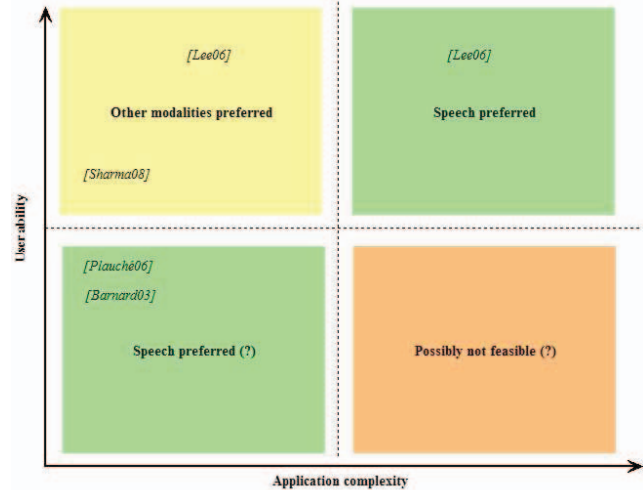 [Lee06]
[Lee06]
Other modalities preferred
Speech preferred
[Sharma08]
User ability
[Plauché06]
[Barnard03]
Speech preferred (?)
Possibly not feasible (?)
Application complexity